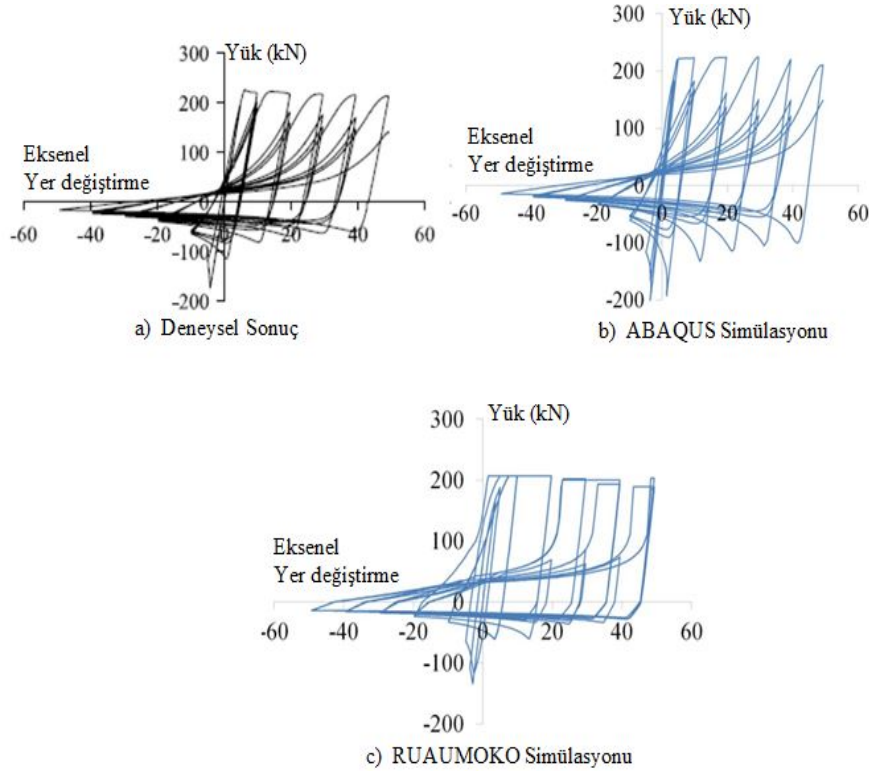 Yük (kN)
300
200
100
0
-100
-200
Eksenel
Yer değiştirme
-60 -40 -20 0 20 40 60
a) Deneysel Sonuç
Yük (kN)
300
200
100
0
-100
-200
Eksenel
Yer değiştirme
-60 -40 -20 0 20 40 60
b) ABAQUS Simülasyonu
Yük (kN)
300
200
100
0
-100
-200
Eksenel
Yer değiştirme
-60 -40 -20 0 20 40 60
c) RUAUMOKO Simülasyonu